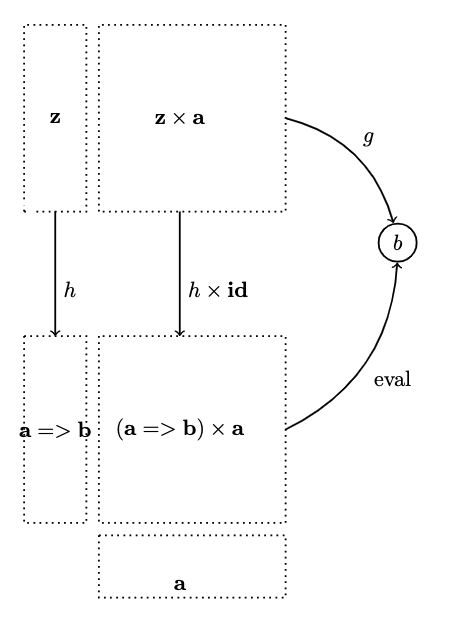 z
z × a
g
b
h
h × id
eval
a => b
(a => b) × a
a